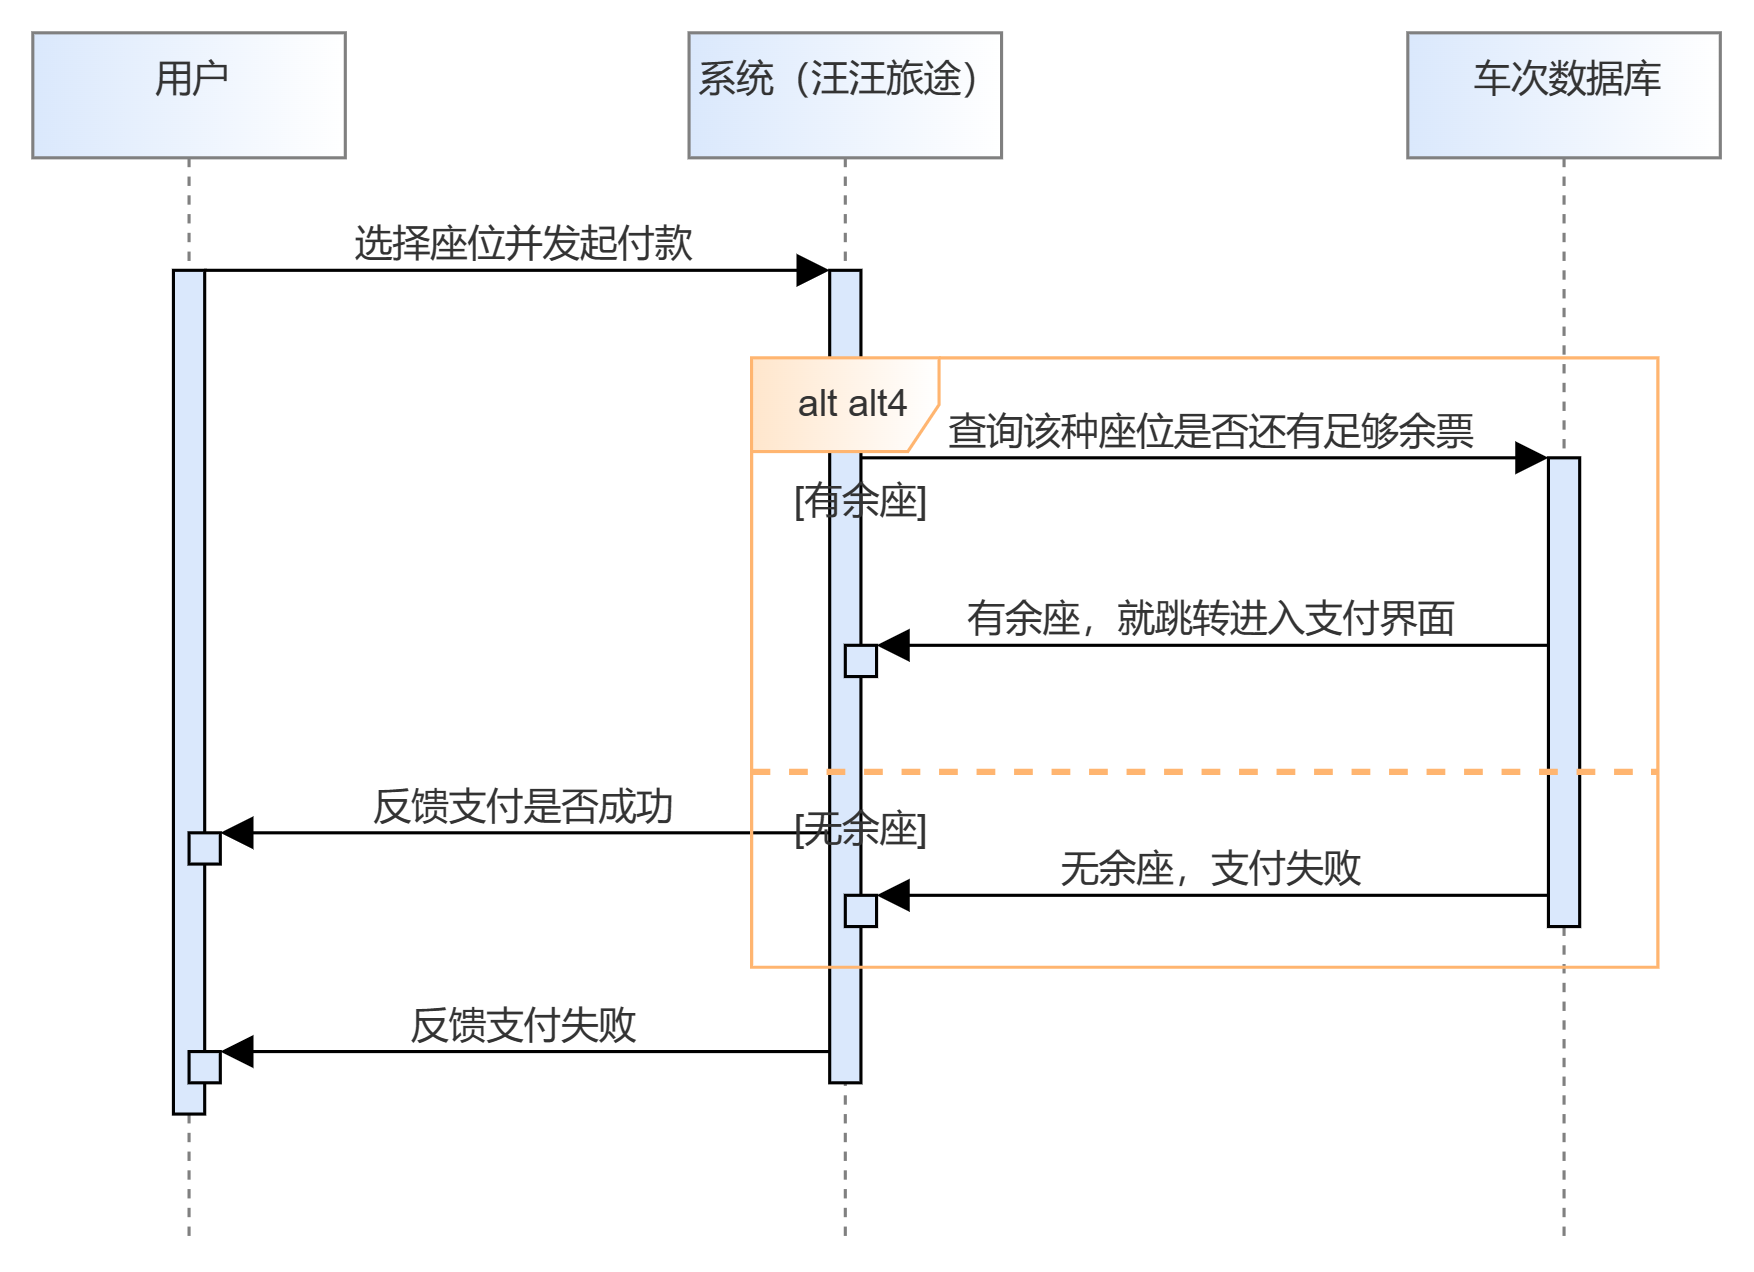 用户
系统（汪汪旅途）
车次数据库
选择座位并发起付款
alt alt4
查询该种座位是否还有足够余票
[有余座]
有余座，就跳转进入支付界面
反馈支付是否成功
[无余座]
无余座，支付失败
反馈支付失败